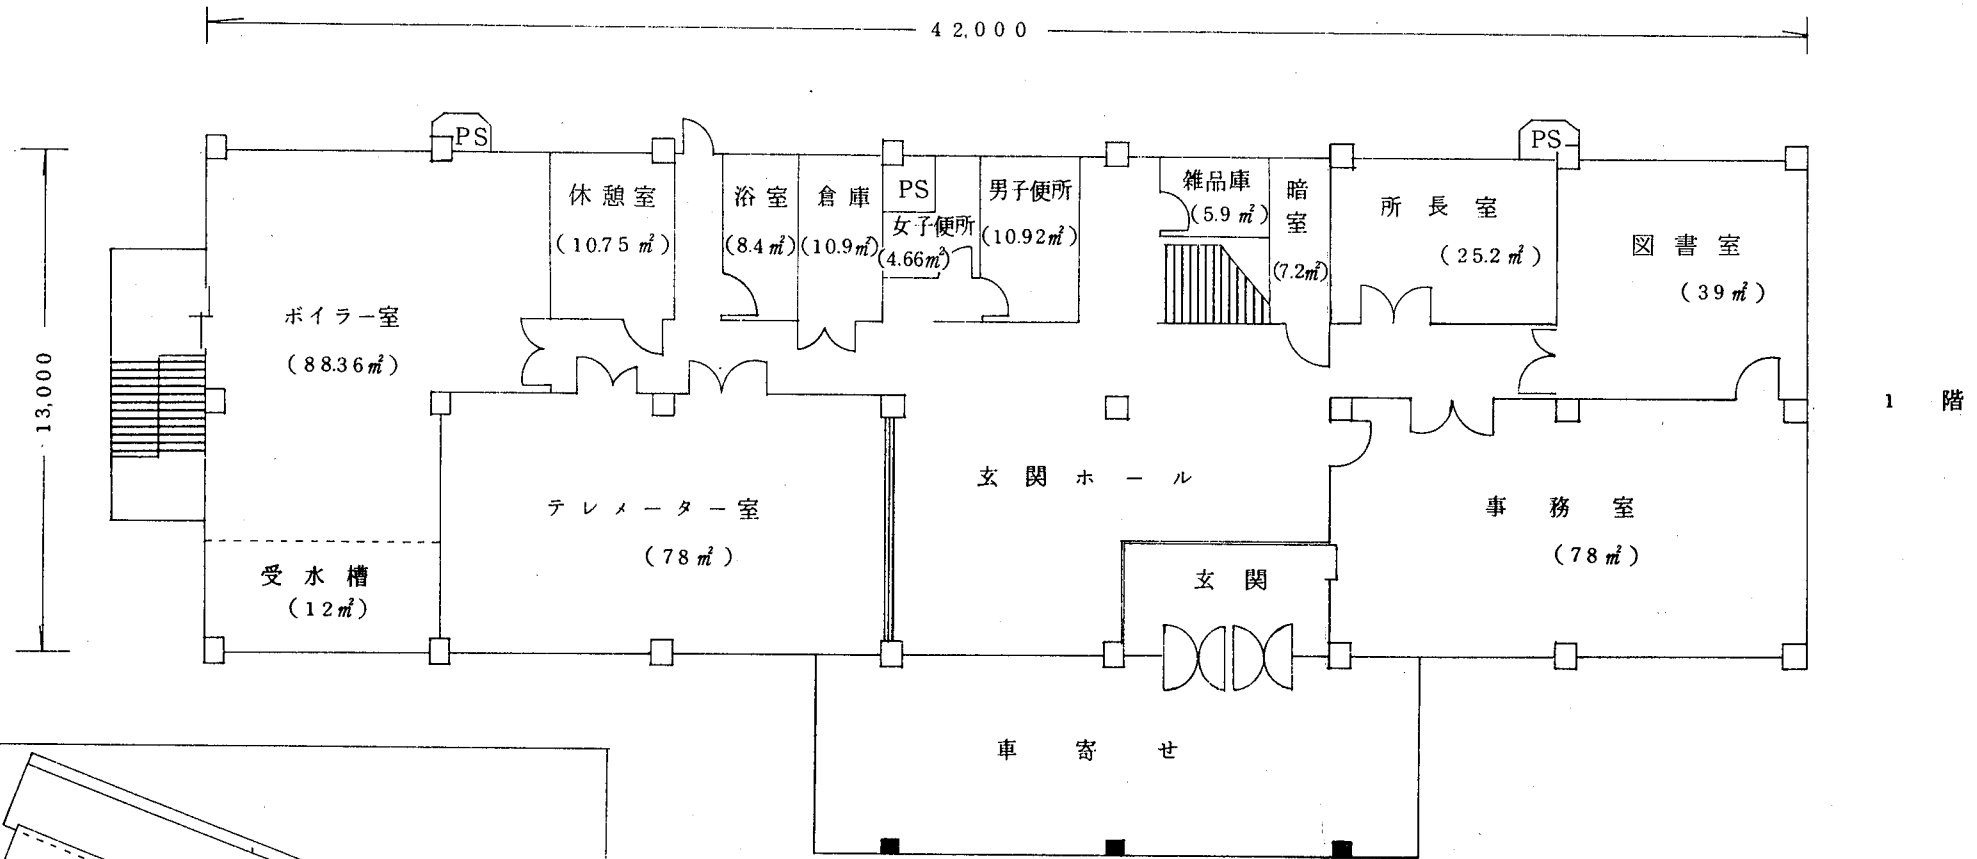 42,000
PS
PS
休憩室
(10.75㎡)
浴室
(8.4㎡)
倉庫
(10.9㎡)
PS
女子便所
(4.66㎡)
男子便所
(10.92㎡)
雑品庫
(5.9㎡)
暗室
(7.2㎡)
所長室
(25.2㎡)
図書室
(39㎡)
ボイラー室
(88.36㎡)
13,000
1階
玄関ホール
テレメーター室
(78㎡)
事務室
(78㎡)
受水槽
(12㎡)
玄関
車寄せ